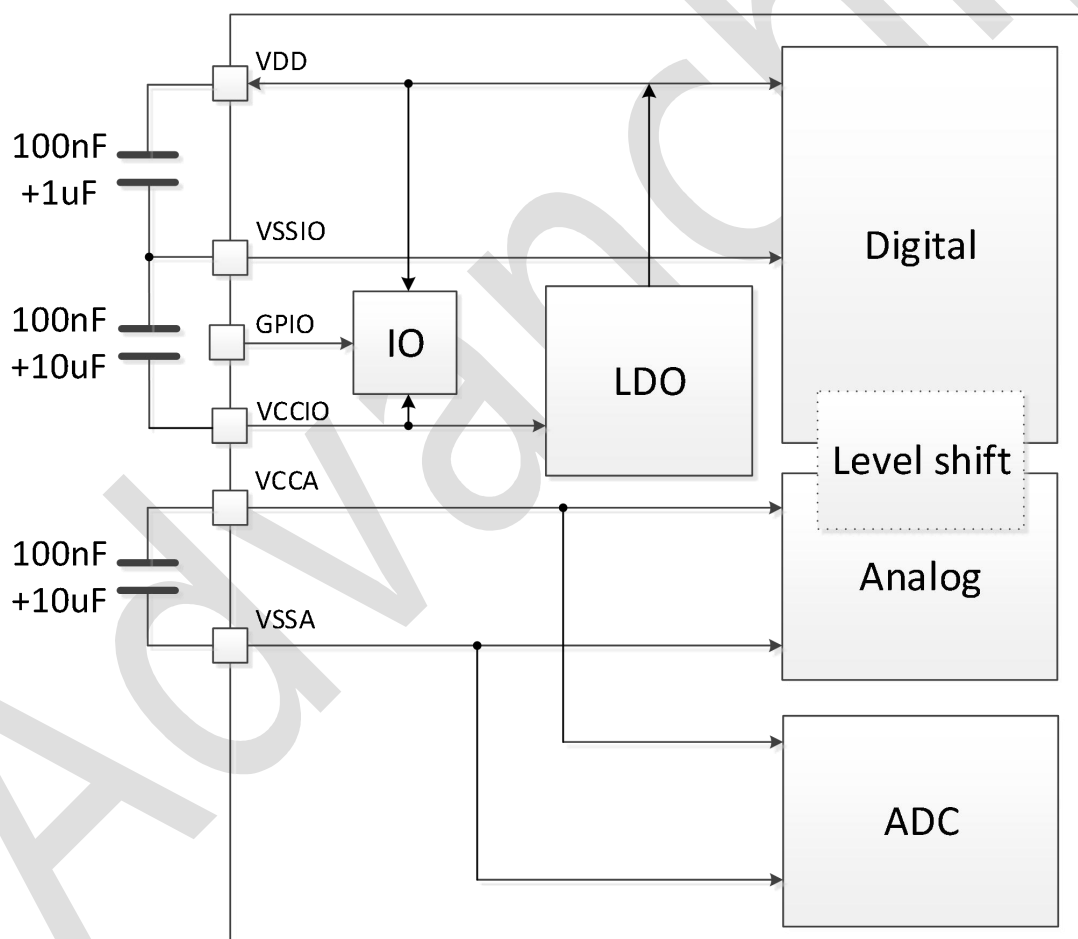 VDD
100nF
+1uF
VSSIO
Digital
100nF
+10uF
GPIO
IO
LDO
VCCIO
Level shift
VCCA
100nF
+10uF
Analog
VSSA
ADC
Advanc